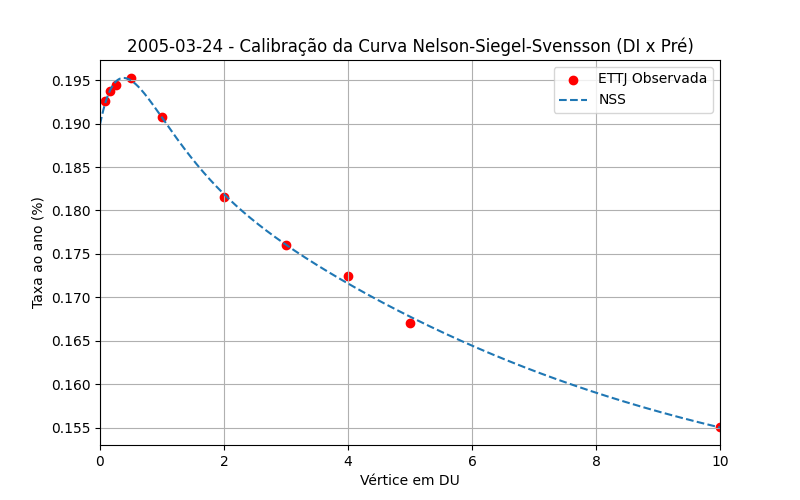 2005-03-24 - Calibração da Curva Nelson-Siegel-Svensson (DI x Pré)
ETTJ Observada
NSS
Taxa ao ano (%)
0.195
0.190
0.185
0.180
0.175
0.170
0.165
0.160
0.155
0 2 4 6 8 10
Vértice em DU